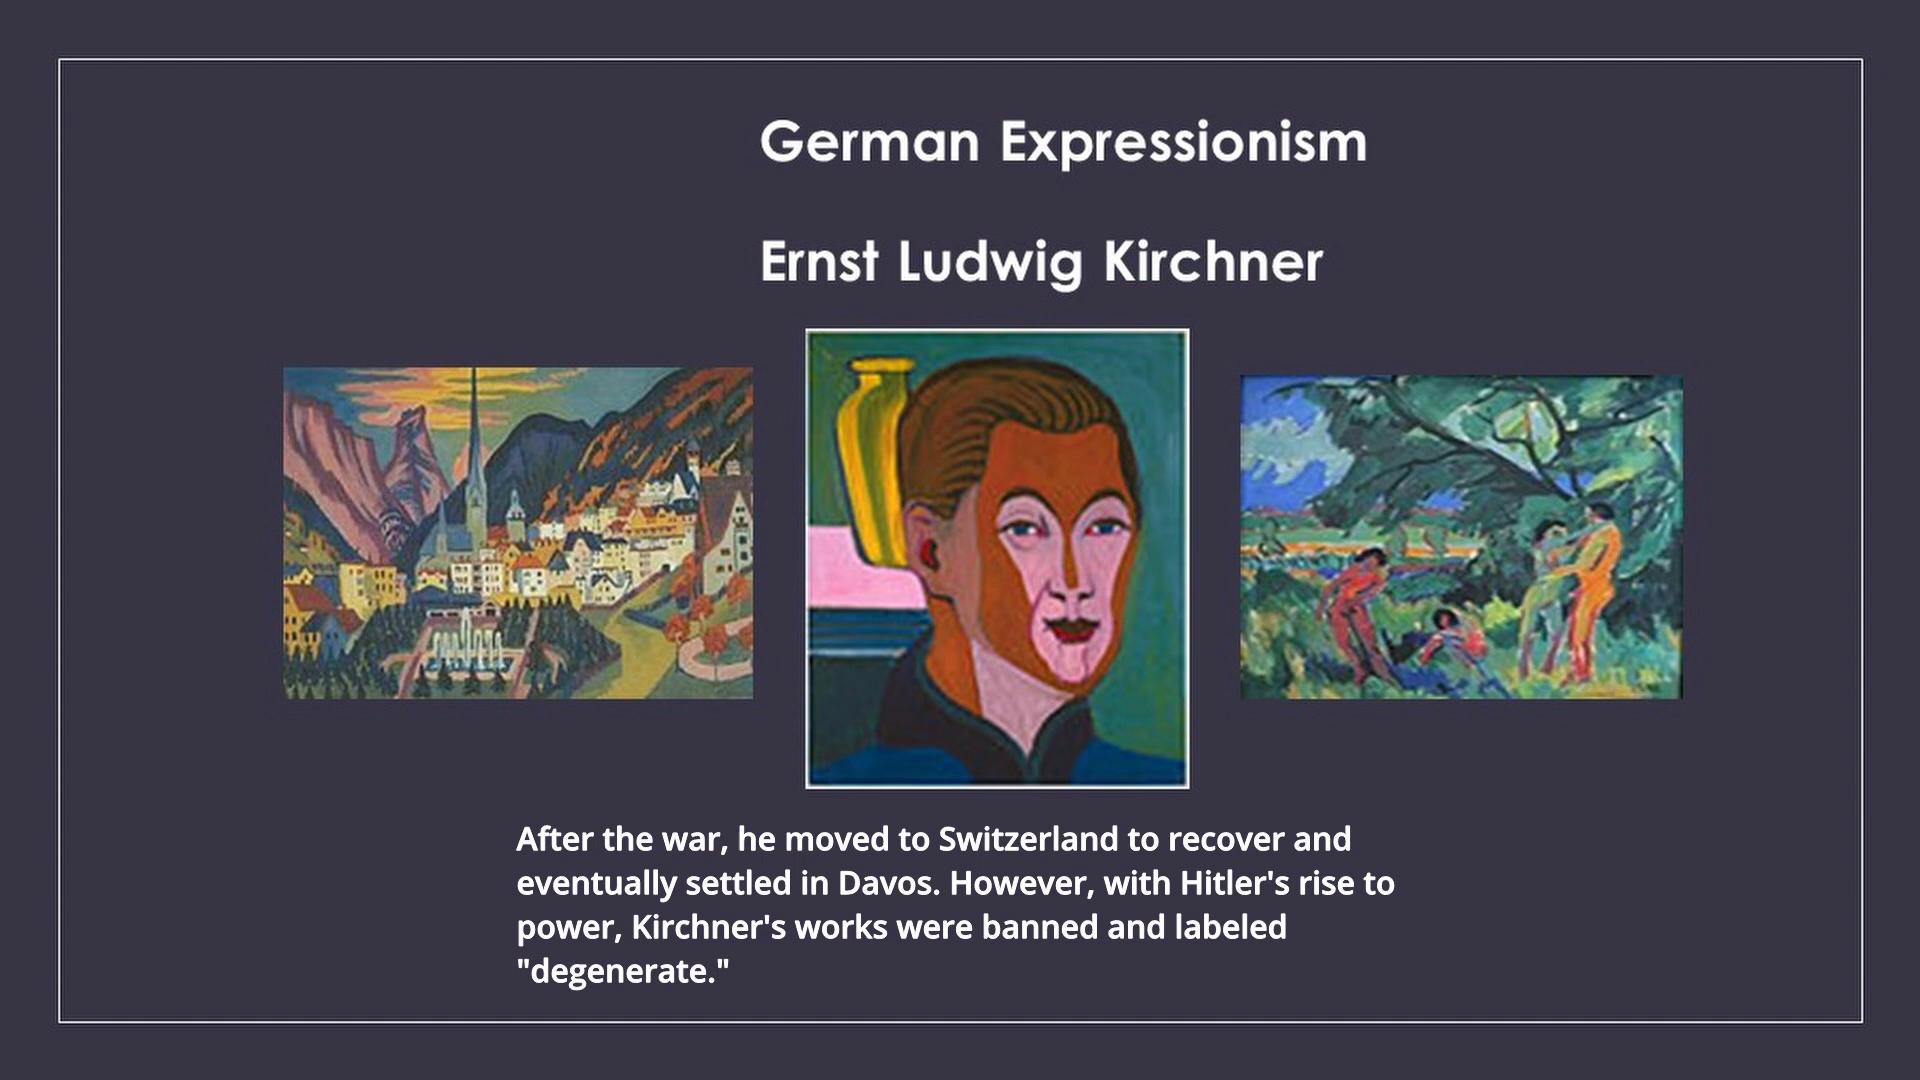 German Expressionism
Ernst Ludwig Kirchner
After the war, he moved to Switzerland to recover and
eventually settled in Davos. However, with Hitler's rise to
power, Kirchner's works were banned and labeled
"degenerate."